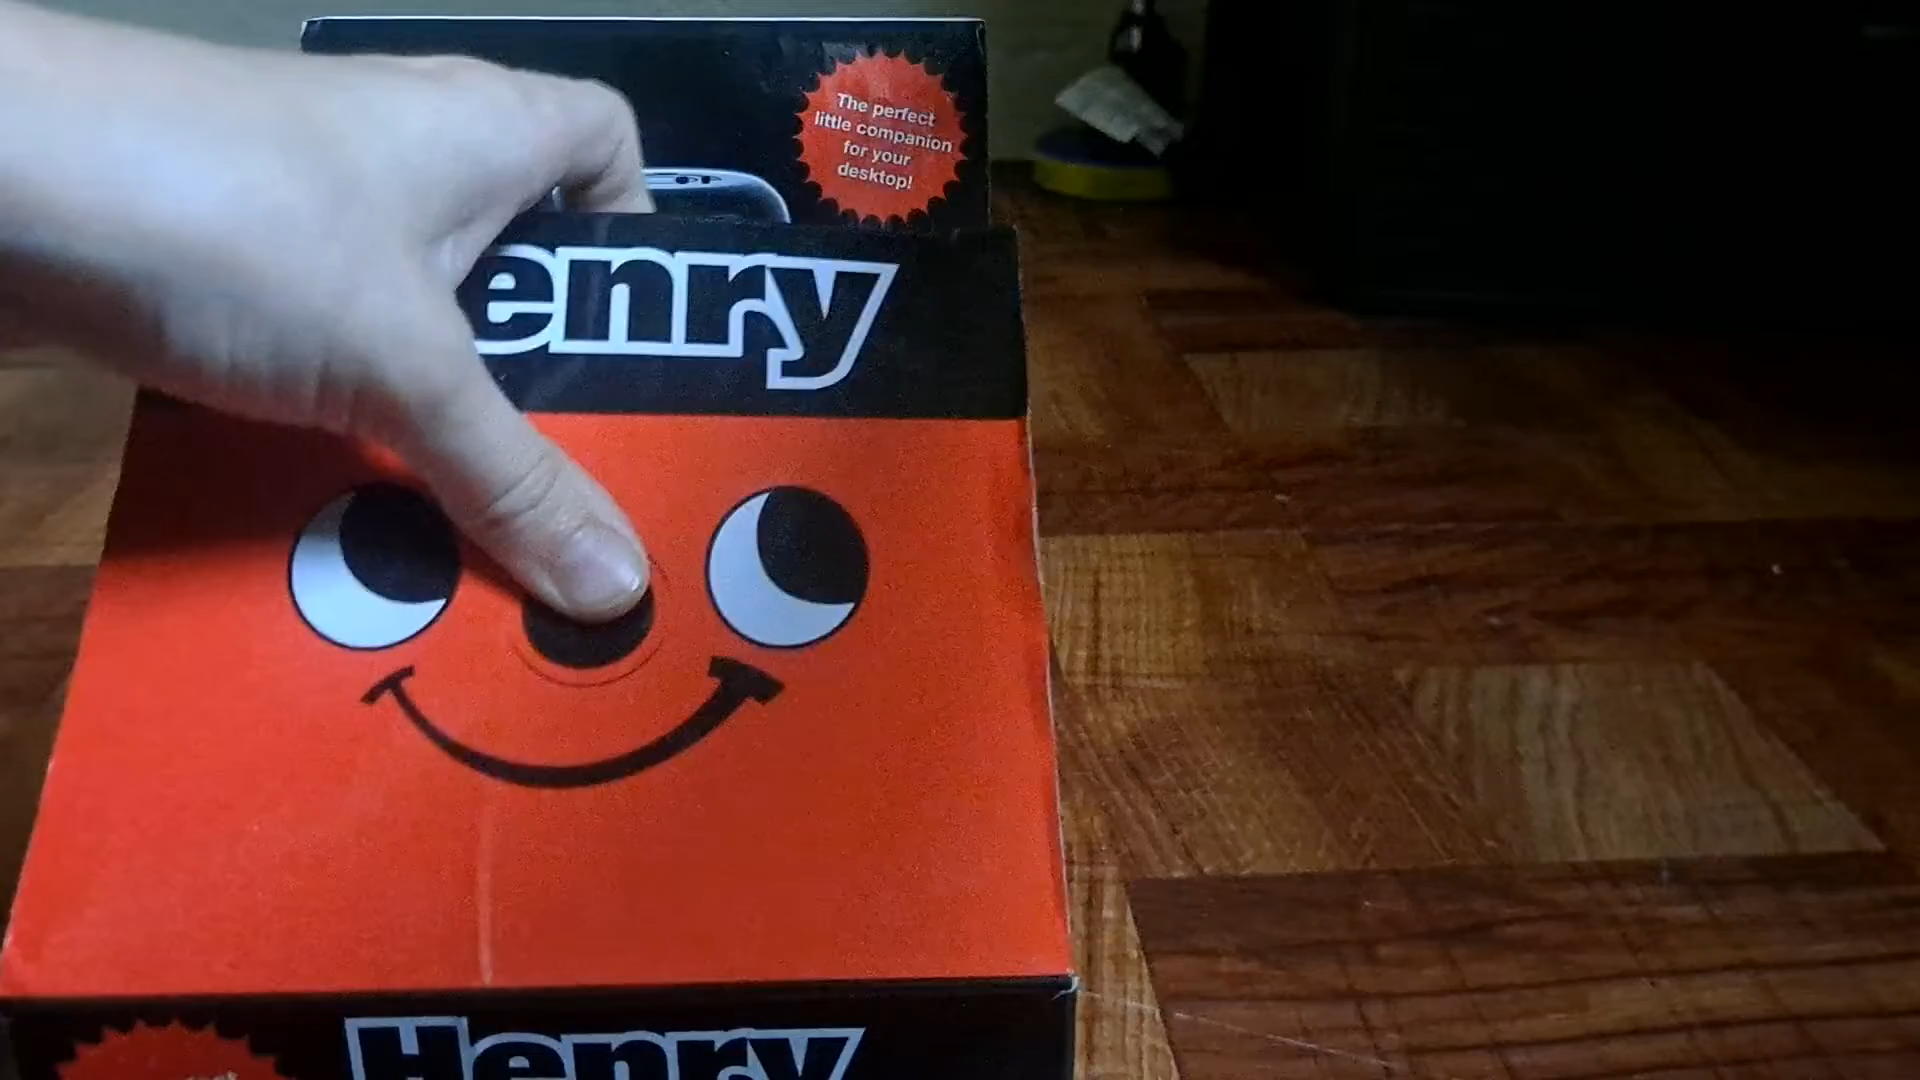 The perfect
little companion
for your
desktop!
enry
Henry